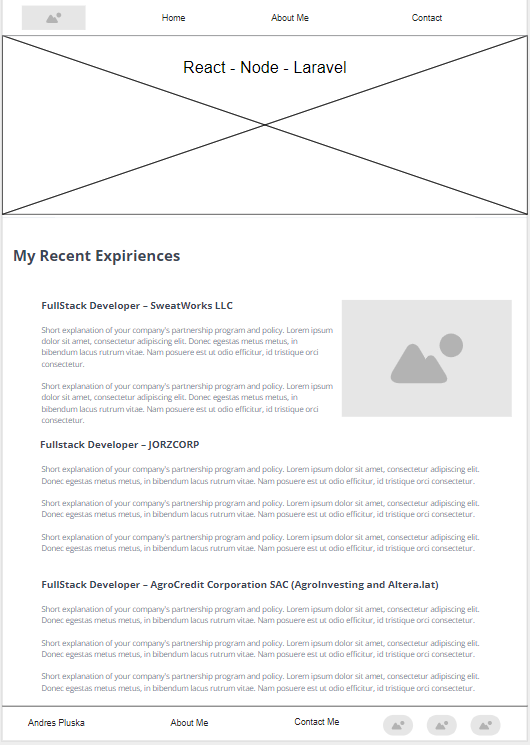 Home About Me Contact
React - Node - Laravel
My Recent Expiriences
FullStack Developer – SweatWorks LLC
Short explanation of your company's partnership program and policy. Lorem ipsum
dolor sit amet, consectetur adipiscing elit. Donec egestas metus metus, in
bibendum lacus rutrum vitae. Nam posuere est ut odio efficitur, id tristique orci
consectetur.
Short explanation of your company's partnership program and policy. Lorem ipsum
dolor sit amet, consectetur adipiscing elit. Donec egestas metus metus, in
bibendum lacus rutrum vitae. Nam posuere est ut odio efficitur, id tristique orci
consectetur.
Fullstack Developer – JORZCORP
Short explanation of your company's partnership program and policy. Lorem ipsum dolor sit amet, consectetur adipiscing elit.
Donec egestas metus metus, in bibendum lacus rutrum vitae. Nam posuere est ut odio efficitur, id tristique orci consectetur.
Short explanation of your company's partnership program and policy. Lorem ipsum dolor sit amet, consectetur adipiscing elit.
Donec egestas metus metus, in bibendum lacus rutrum vitae. Nam posuere est ut odio efficitur, id tristique orci consectetur.
Short explanation of your company's partnership program and policy. Lorem ipsum dolor sit amet, consectetur adipiscing elit.
Donec egestas metus metus, in bibendum lacus rutrum vitae. Nam posuere est ut odio efficitur, id tristique orci consectetur.
FullStack Developer – AgroCredit Corporation SAC (AgroInvesting and Altera.lat)
Short explanation of your company's partnership program and policy. Lorem ipsum dolor sit amet, consectetur adipiscing elit.
Donec egestas metus metus, in bibendum lacus rutrum vitae. Nam posuere est ut odio efficitur, id tristique orci consectetur.
Short explanation of your company's partnership program and policy. Lorem ipsum dolor sit amet, consectetur adipiscing elit.
Donec egestas metus metus, in bibendum lacus rutrum vitae. Nam posuere est ut odio efficitur, id tristique orci consectetur.
Short explanation of your company's partnership program and policy. Lorem ipsum dolor sit amet, consectetur adipiscing elit.
Donec egestas metus metus, in bibendum lacus rutrum vitae. Nam posuere est ut odio efficitur, id tristique orci consectetur.
Andres Pluska About Me Contact Me